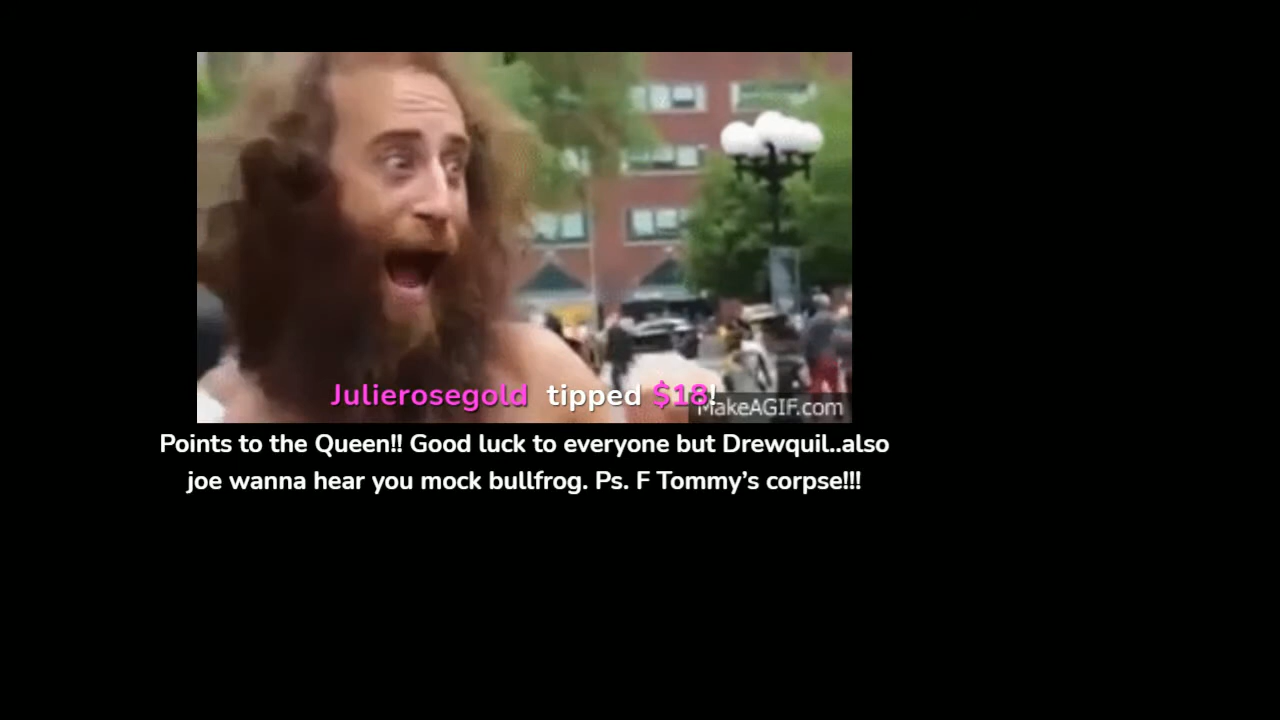 Julierosegold tipped $18!
MakeAGIF.com
Points to the Queen!! Good luck to everyone but Drewquil..also
joe wanna hear you mock bullfrog. Ps. F Tommy’s corpse!!!